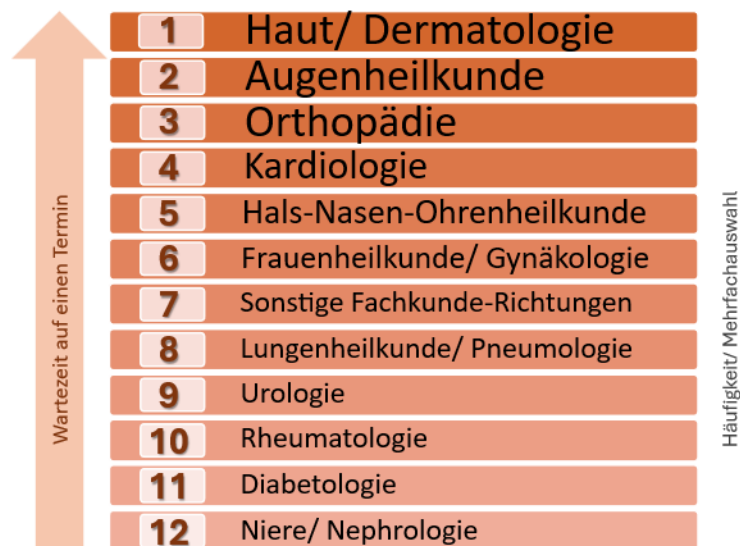 Wartezeit auf einen Termin
1 Haut/ Dermatologie
2 Augenheilkunde
3 Orthopädie
4 Kardiologie
5 Hals-Nasen-Ohrenheilkunde
6 Frauenheilkunde/ Gynäkologie
7 Sonstige Fachkunde-Richtungen
8 Lungenheilkunde/ Pneumologie
9 Urologie
10 Rheumatologie
11 Diabetologie
12 Niere/ Nephrologie
Häufigkeit/ Mehrfachauswahl